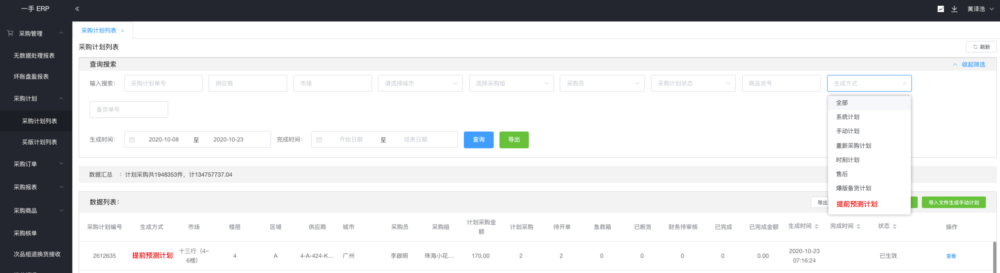 一手 ERP
黄泽浩
采购管理
无数据处理报表
坏账盘盈报表
采购计划
采购计划列表
买版计划列表
采购订单
采购报表
采购商品
采购核单
次品组退换货接收
采购计划列表 ×
采购计划列表
刷新
查询搜索
收起筛选
输入搜索：
采购计划单号
供应商
市场
请选择城市
选择采购组
采购员
采购计划状态
商品货号
生成方式
备货单号
全部
系统计划
手动计划
重新采购计划
时刻计划
售后
爆版备货计划
提前预测计划
生成时间：
2020-10-08 至 2020-10-23
完成时间：
开始日期 至 结束日期
查询
导出
数据汇总 ：计划采购共1948353件，计134757737.04
数据列表：
导出
导入文件生成手动计划
采购计划编号 生成方式 市场 楼层 区域 供应商 城市 采购员 采购组 计划采购金额 计划采购 待开单 急救箱 已断货 财务待审核 已完成 已完成金额 生成时间 完成时间 状态 操作
2612635 提前预测计划 十三行（4~6楼） 4 A 4-A-424-K... 广州 李啟明 珠海小花... 170.00 2 2 0 0 0 0 0.00 2020-10-23 07:16:24 已生效 查看